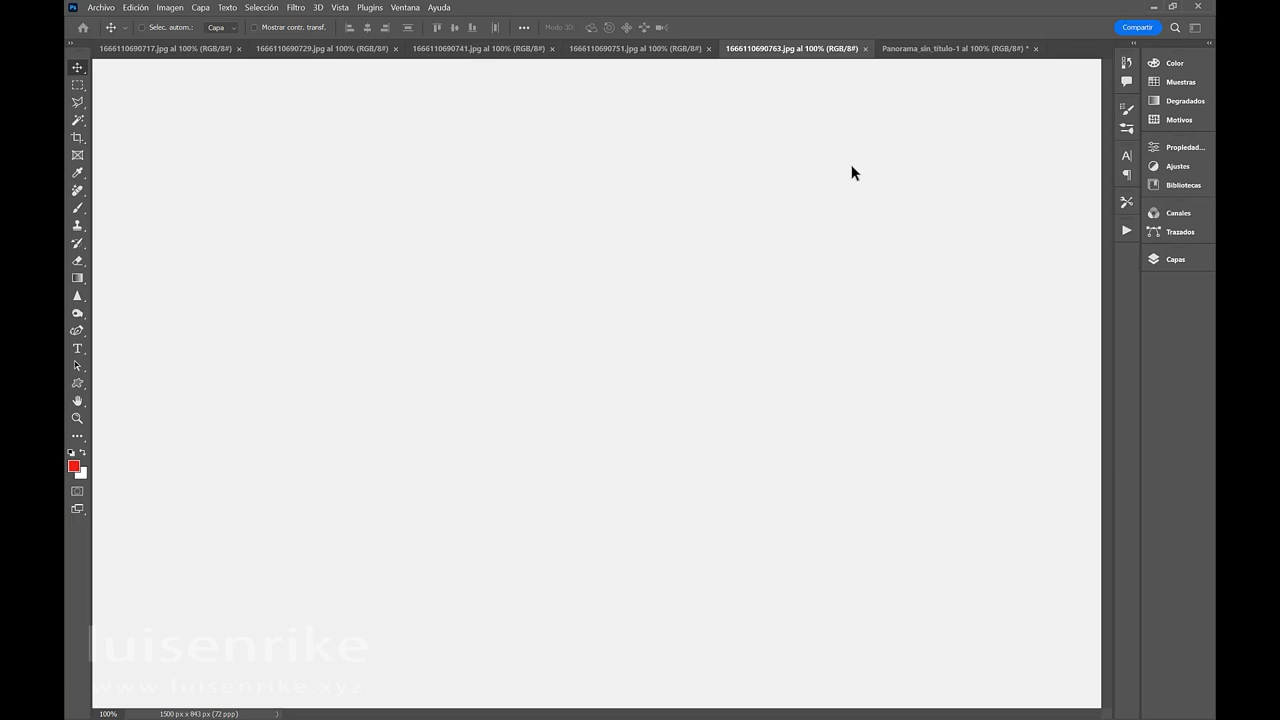 Ps Archivo Edición Imagen Capa Texto Selección Filtro 3D Vista Plugins Ventana Ayuda
Selec. autom.: Capa Mostrar contr. transf. Modo 3D: Compartir
1666110690717.jpg al 100% (RGB/8#) × 1666110690729.jpg al 100% (RGB/8#) × 1666110690741.jpg al 100% (RGB/8#) × 1666110690751.jpg al 100% (RGB/8#) × 1666110690763.jpg al 100% (RGB/8#) × Panorama_sin_titulo-1 al 100% (RGB/8#) * ×
Color
Muestras
Degradados
Motivos
Propiedad...
Ajustes
Bibliotecas
Canales
Trazados
Capas
luisenrike
www.luisenrike.xyz
100% 1500 px x 843 px (72 ppp)